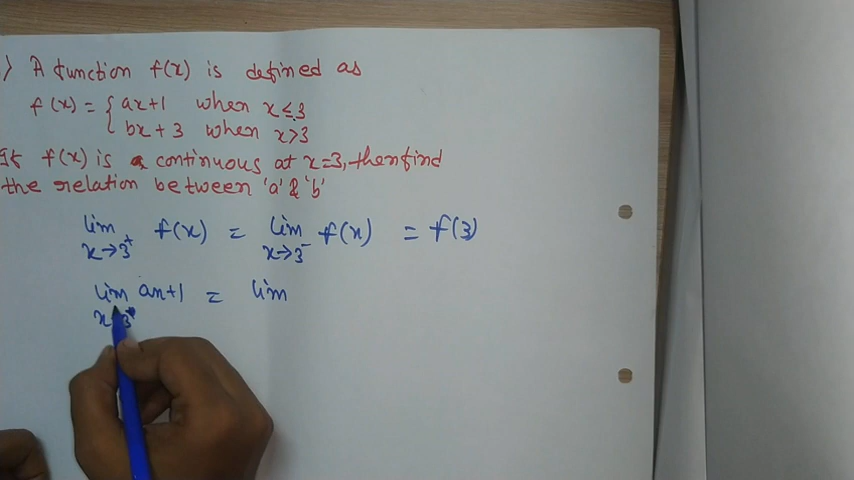 ) A function f(x) is defined as
f(x) = { ax+1 when x ≤ 3
bx + 3 when x > 3
If f(x) is a continuous at x=3, then find
the relation between 'a' & 'b'
lim f(x) = lim f(x) = f(3)
x→3⁺ x→3⁻
lim ax+1 = lim